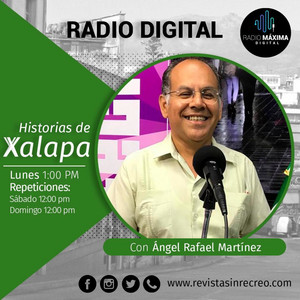 RADIO DIGITAL
RADIO MÁXIMA
DIGITAL
Historias de
Xalapa
Lunes 1:00 PM
Repeticiones:
Sábado 12:00 pm
Domingo 12:00 pm
Con Ángel Rafael Martínez
www.revistasinrecreo.com